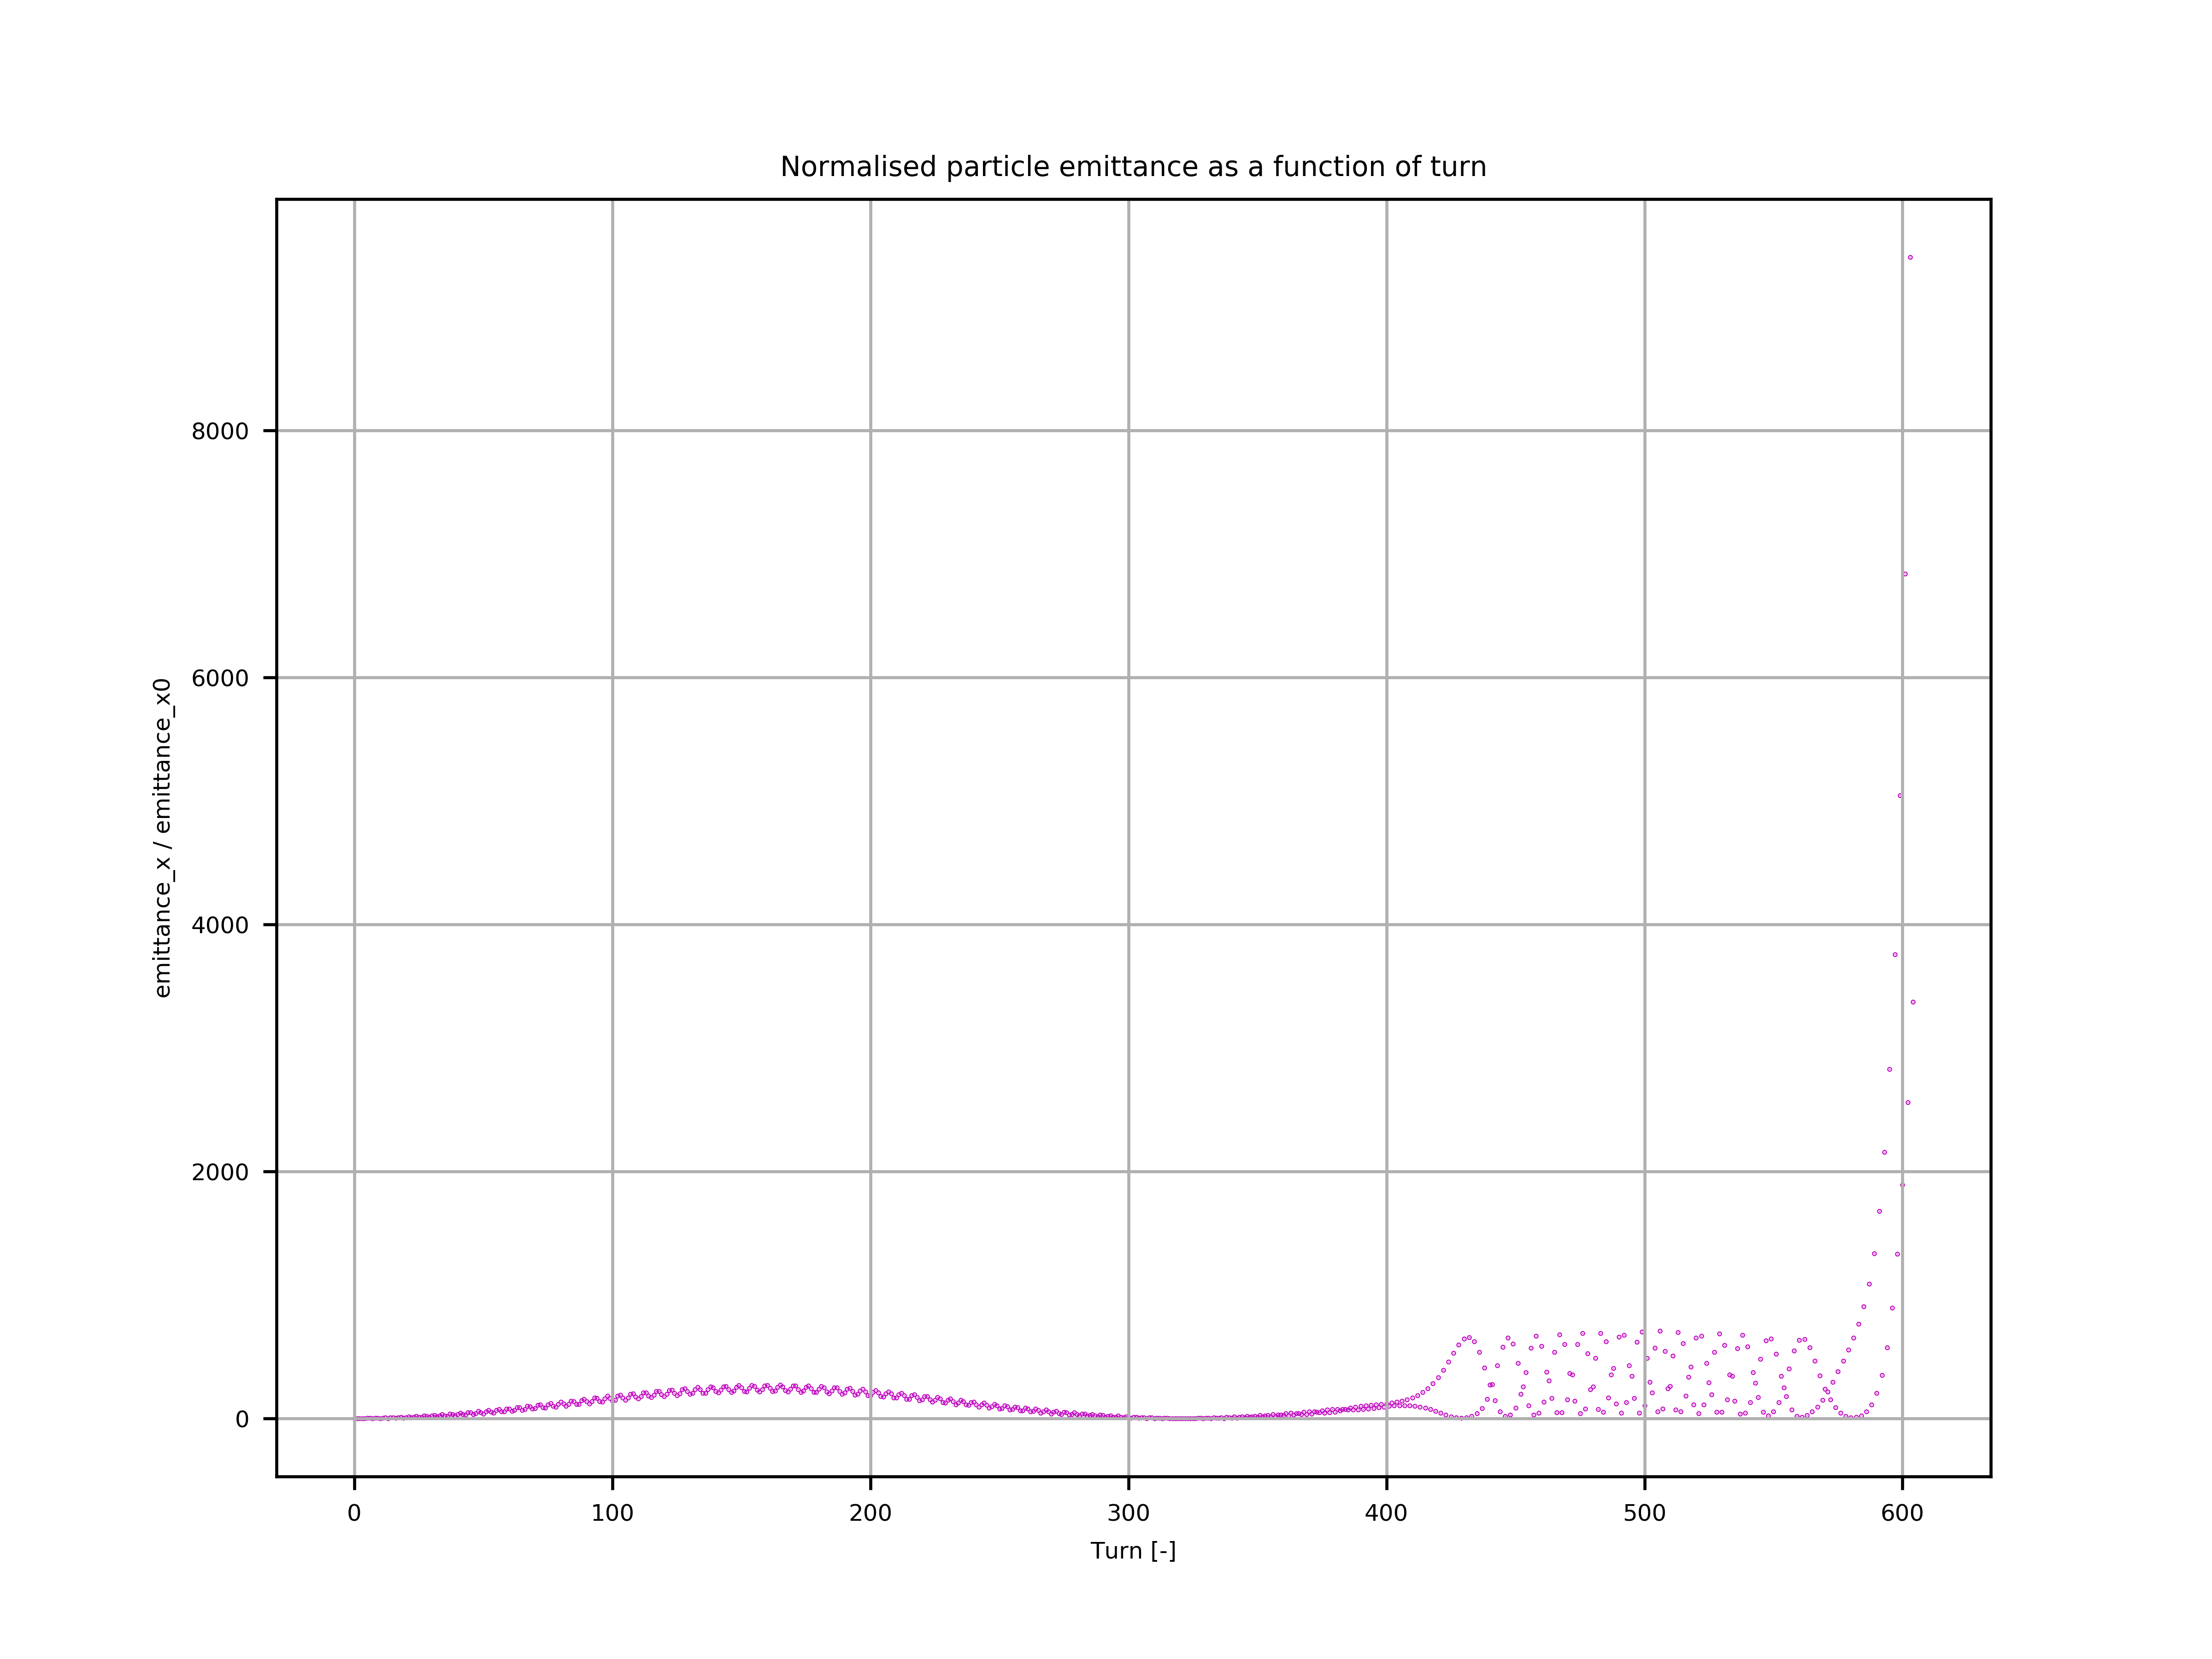 Normalised particle emittance as a function of turn
emittance_x / emittance_x0
8000
6000
4000
2000
0
0 100 200 300 400 500 600
Turn [-]